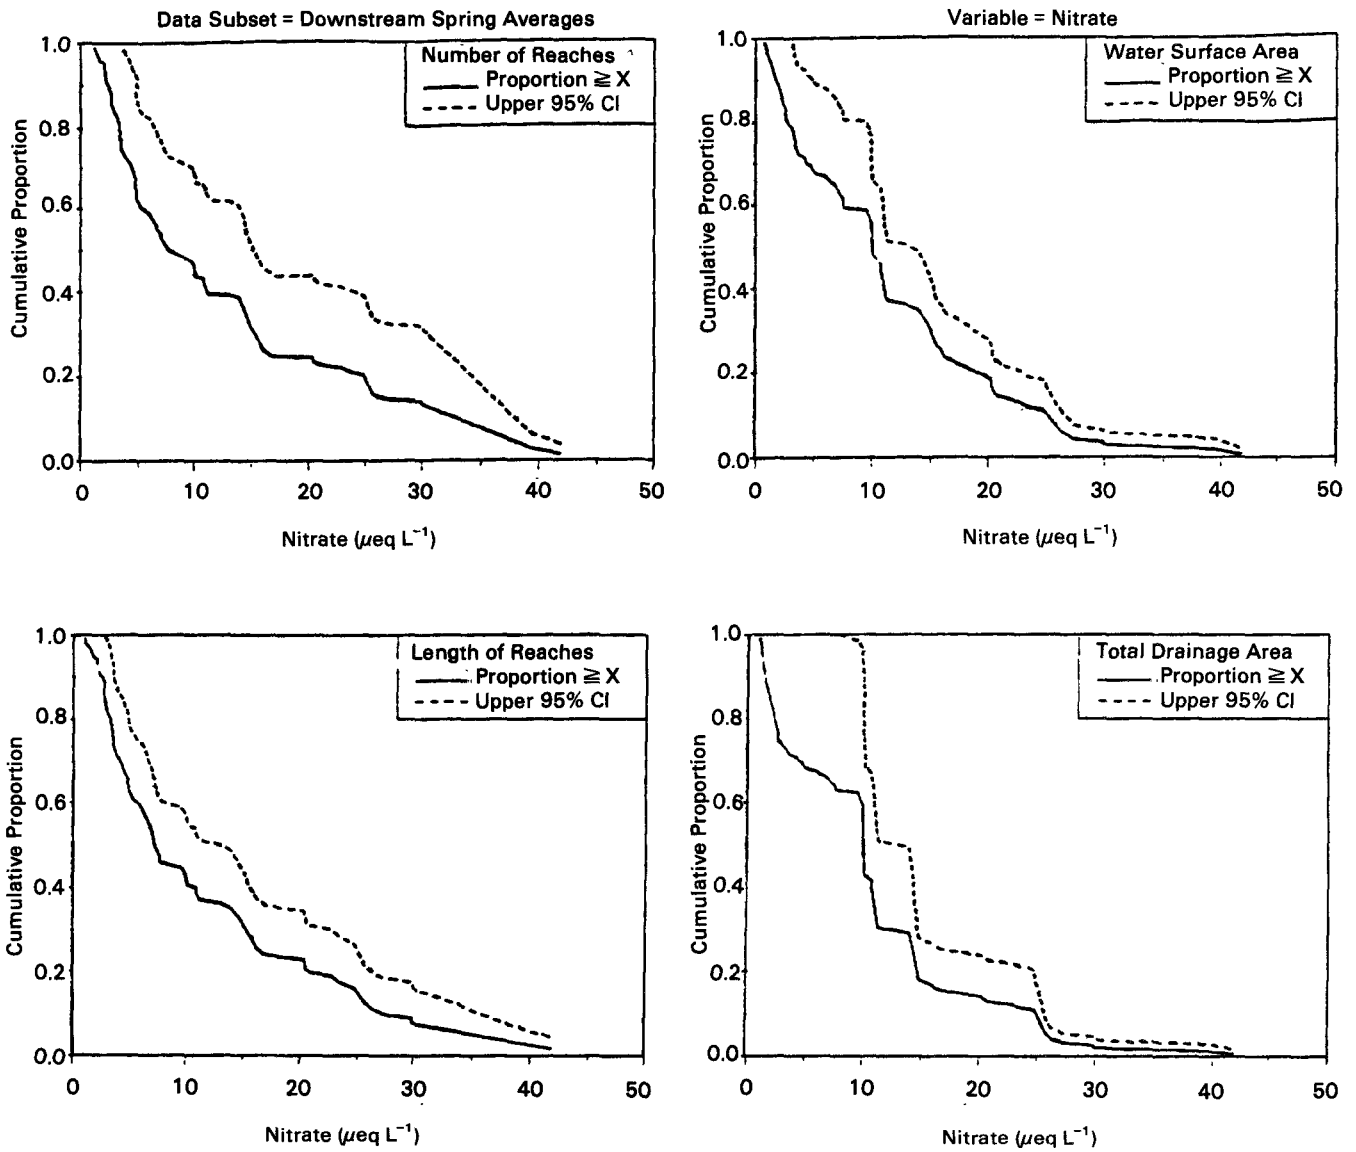 Data Subset = Downstream Spring Averages
Variable = Nitrate
Number of Reaches
Proportion ≧ X
Upper 95% CI
Cumulative Proportion
1.0
0.8
0.6
0.4
0.2
0.0
0 10 20 30 40 50
Nitrate (μeq L⁻¹)
Water Surface Area
Proportion ≧ X
Upper 95% CI
Cumulative Proportion
1.0
0.8
0.6
0.4
0.2
0.0
0 10 20 30 40 50
Nitrate (μeq L⁻¹)
Length of Reaches
Proportion ≧ X
Upper 95% CI
Cumulative Proportion
1.0
0.8
0.6
0.4
0.2
0.0
0 10 20 30 40 50
Nitrate (μeq L⁻¹)
Total Drainage Area
Proportion ≧ X
Upper 95% CI
Cumulative Proportion
1.0
0.8
0.6
0.4
0.2
0.0
0 10 20 30 40 50
Nitrate (μeq L⁻¹)